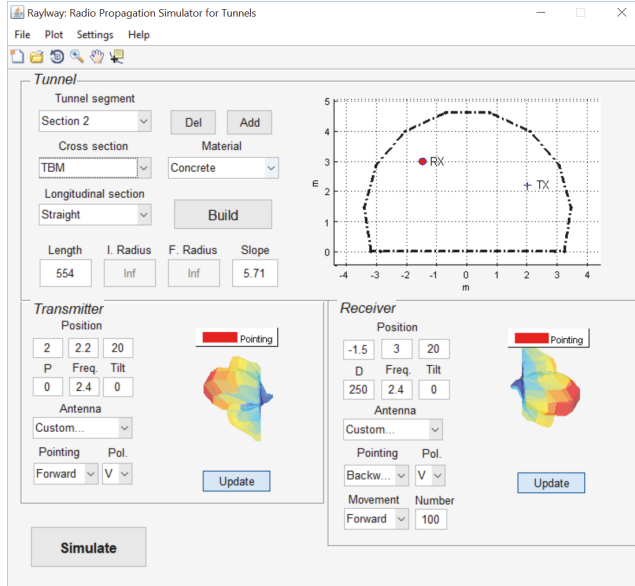 Raylway: Radio Propagation Simulator for Tunnels
File Plot Settings Help
Tunnel
Tunnel segment
Section 2
Del Add
Cross section Material
TBM Concrete
Longitudinal section
Straight Build
Length I. Radius F. Radius Slope
554 Inf Inf 5.71
5
4
3
2
1
0
m
RX
TX
-4 -3 -2 -1 0 1 2 3 4
m
Transmitter
Position
2 2.2 20
P Freq. Tilt
0 2.4 0
Antenna
Custom...
Pointing Pol.
Forward V
Pointing
Update
Receiver
Position
-1.5 3 20
D Freq. Tilt
250 2.4 0
Antenna
Custom...
Pointing Pol.
Backw... V
Movement Number
Forward 100
Pointing
Update
Simulate